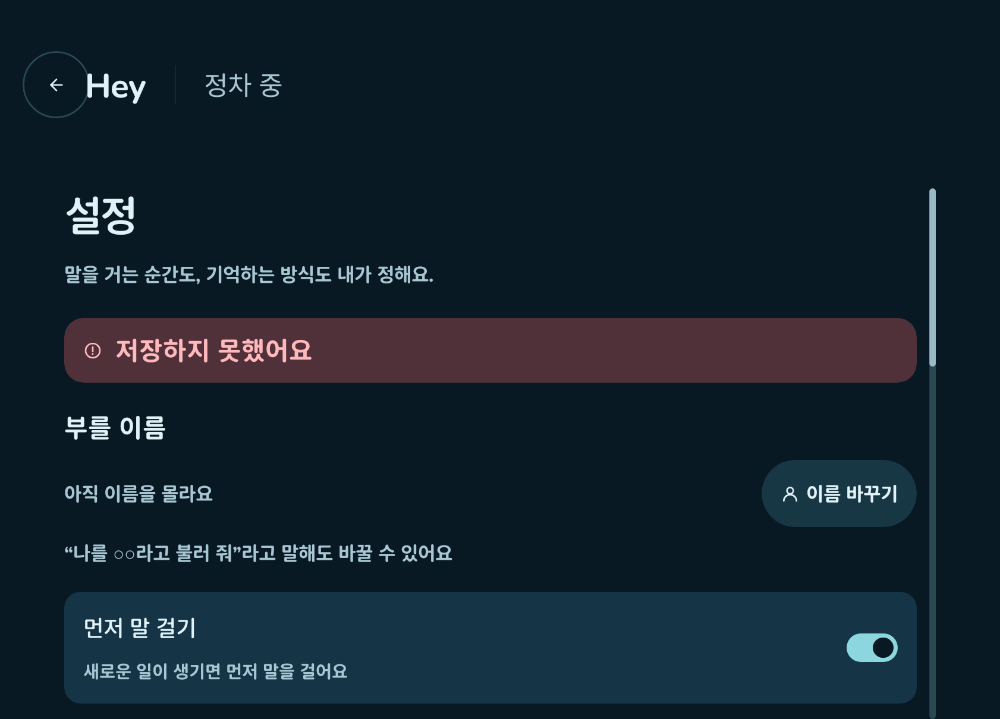 Hey
정차 중
설정
말을 거는 순간도, 기억하는 방식도 내가 정해요.
저장하지 못했어요
부를 이름
아직 이름을 몰라요
이름 바꾸기
“나를 ○○라고 불러 줘”라고 말해도 바꿀 수 있어요
먼저 말 걸기
새로운 일이 생기면 먼저 말을 걸어요